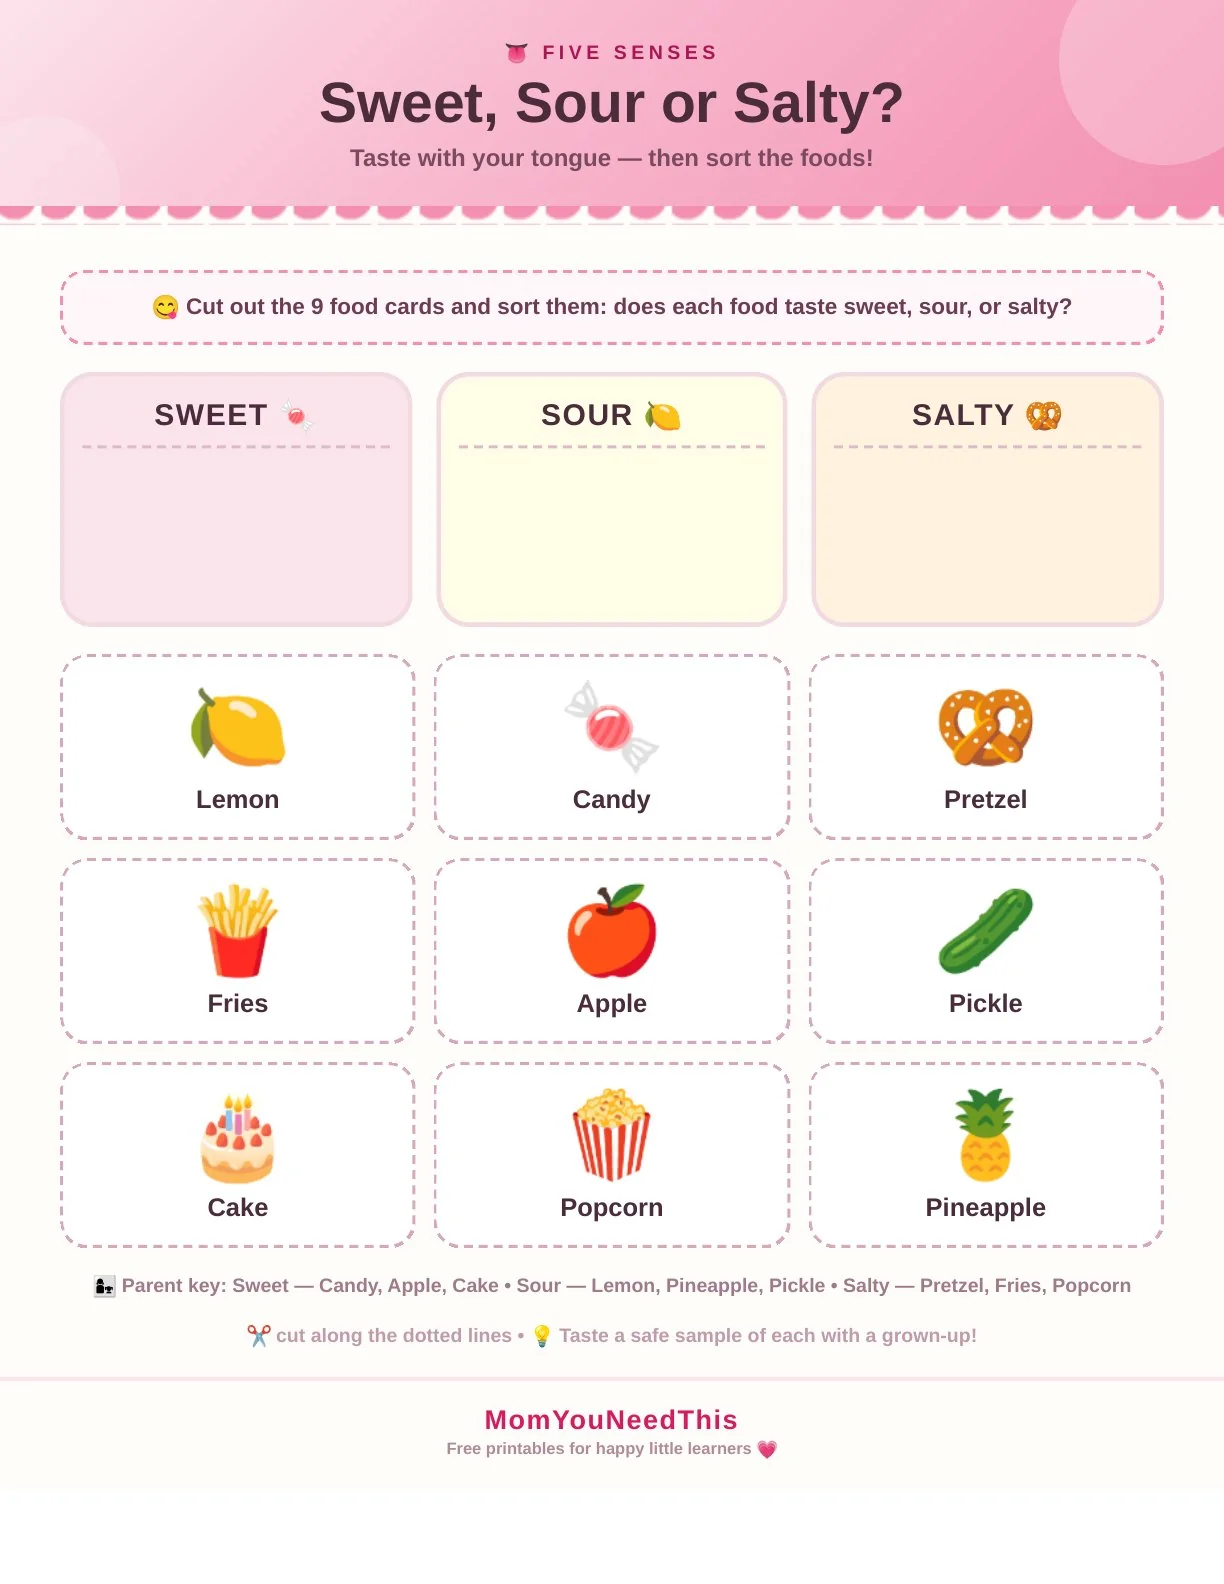 FIVE SENSES
Sweet, Sour or Salty?
Taste with your tongue — then sort the foods!
Cut out the 9 food cards and sort them: does each food taste sweet, sour, or salty?
SWEET
SOUR
SALTY
Lemon
Candy
Pretzel
Fries
Apple
Pickle
Cake
Popcorn
Pineapple
Parent key: Sweet — Candy, Apple, Cake • Sour — Lemon, Pineapple, Pickle • Salty — Pretzel, Fries, Popcorn
cut along the dotted lines • Taste a safe sample of each with a grown-up!
MomYouNeedThis
Free printables for happy little learners